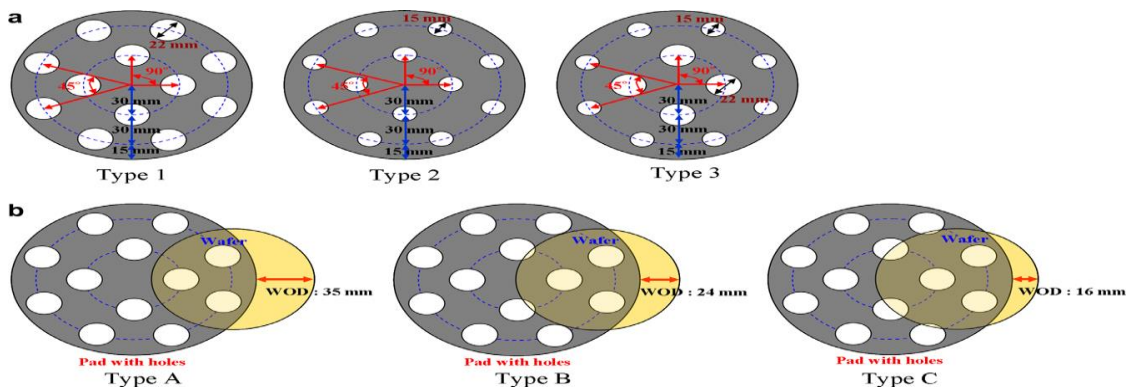 a
22 mm
45°
90°
30 mm
30 mm
15 mm
Type 1
15 mm
45°
90°
30 mm
30 mm
15 mm
Type 2
15 mm
45°
90°
22 mm
30 mm
30 mm
15 mm
Type 3
b
Wafer
WOD : 35 mm
Pad with holes
Type A
Wafer
WOD : 24 mm
Pad with holes
Type B
Wafer
WOD : 16 mm
Pad with holes
Type C